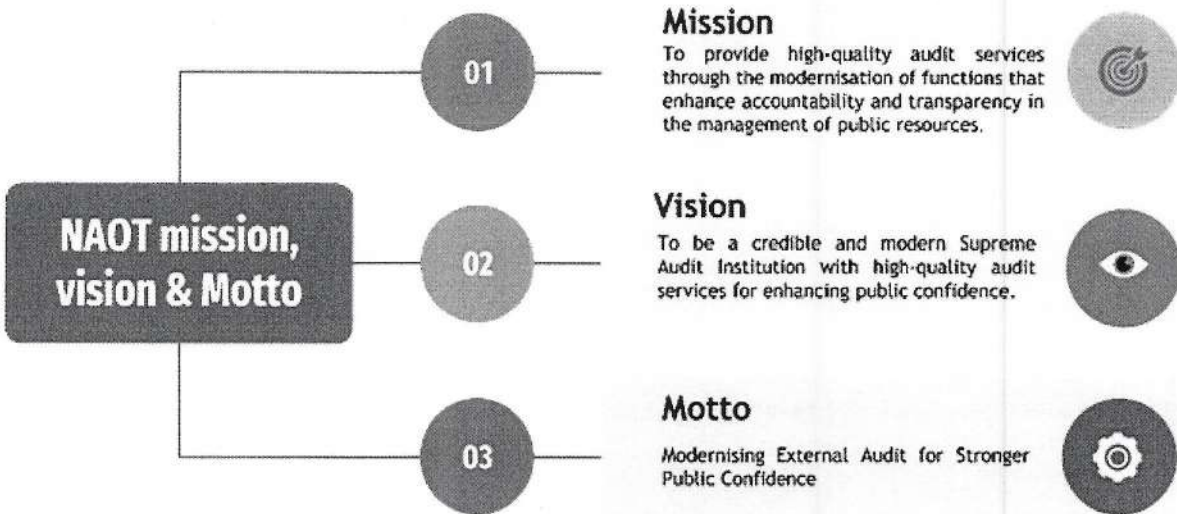 NAOT mission,
vision & Motto
01
Mission
To provide high-quality audit services
through the modernisation of functions that
enhance accountability and transparency in
the management of public resources.
02
Vision
To be a credible and modern Supreme
Audit Institution with high-quality audit
services for enhancing public confidence.
03
Motto
Modernising External Audit for Stronger
Public Confidence